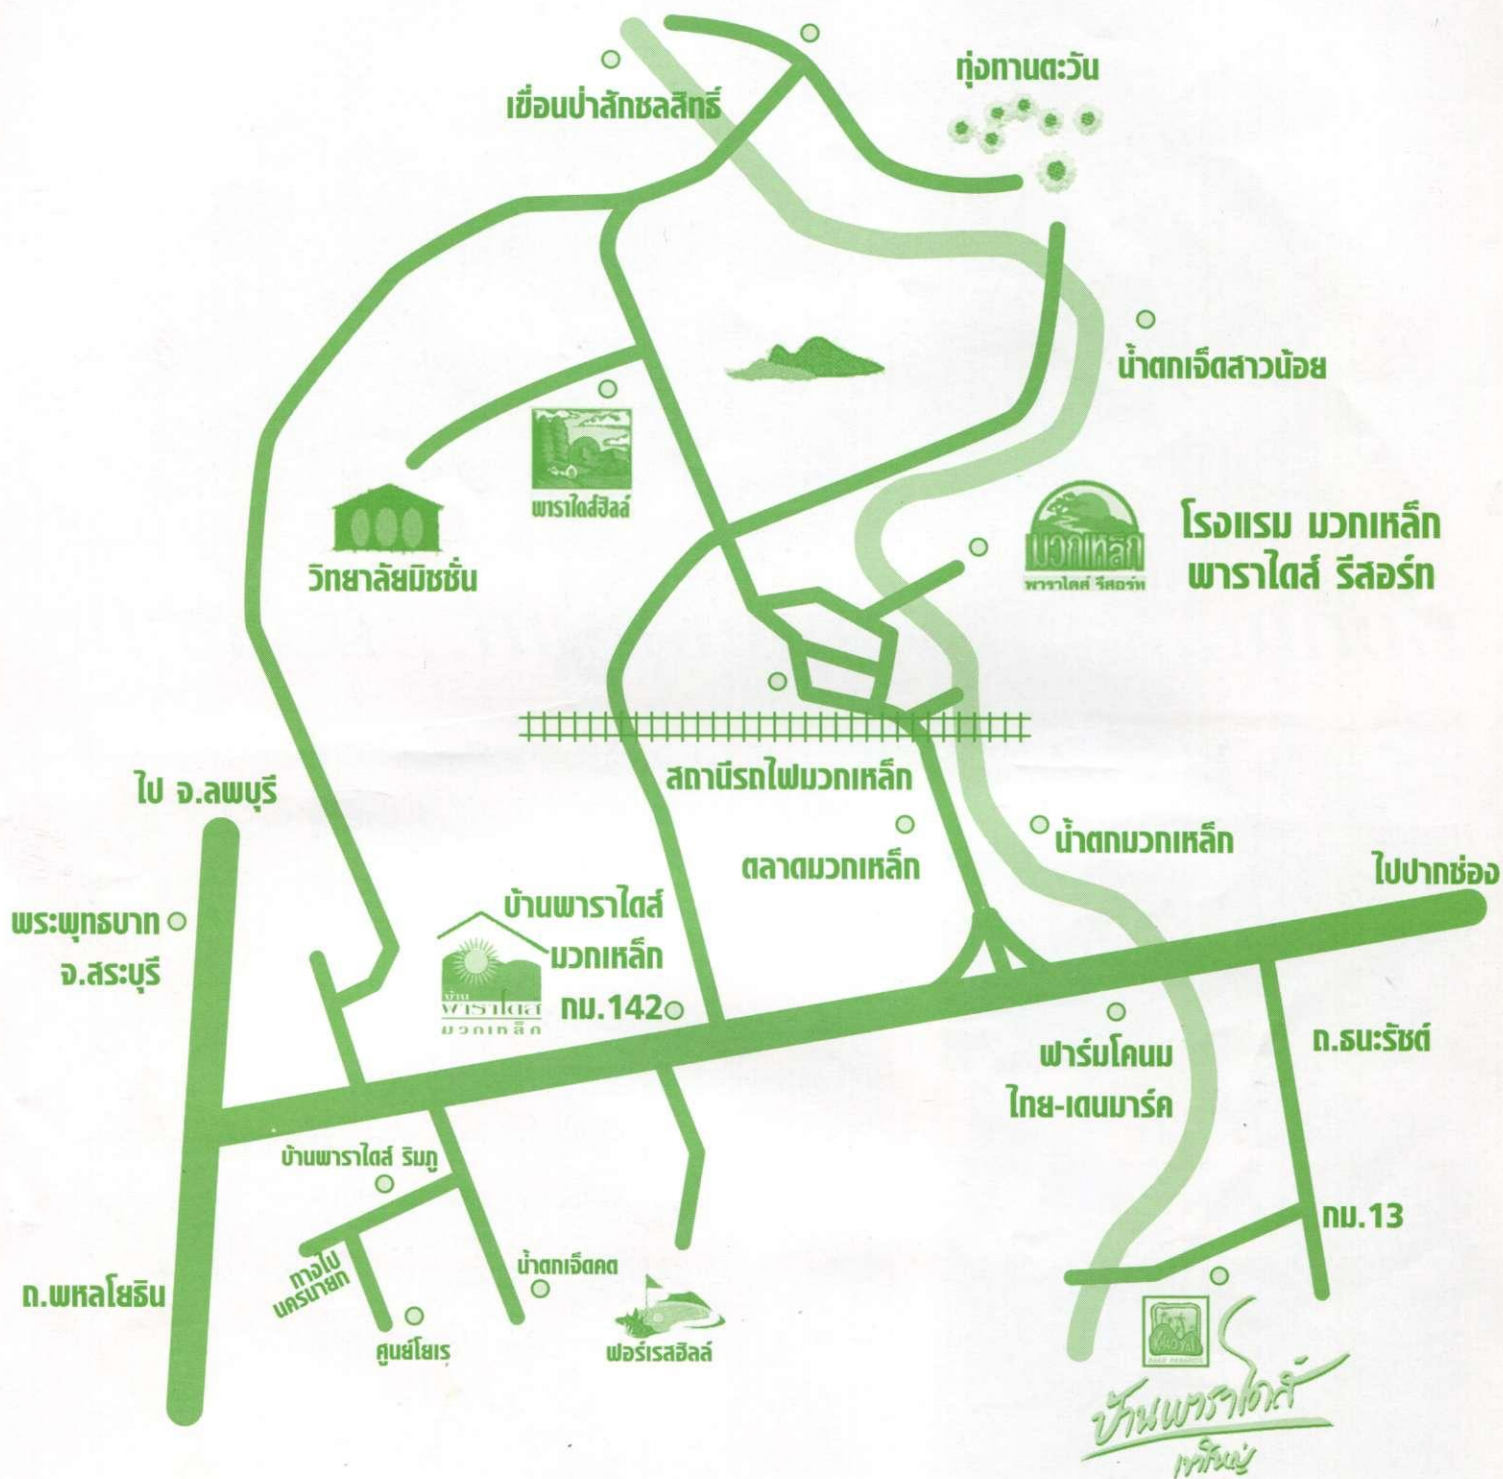 ทุ่งทานตะวัน
เขื่อนป่าสักชลสิทธิ์
น้ำตกเจ็ดสาวน้อย
พาราไดส์ฮิลล์
วิทยาลัยมิชชั่น
มวกเหล็ก
พาราไดส์ รีสอร์ท
โรงแรม มวกเหล็ก
พาราไดส์ รีสอร์ท
สถานีรถไฟมวกเหล็ก
ไป จ.ลพบุรี
ตลาดมวกเหล็ก
น้ำตกมวกเหล็ก
ไปปากช่อง
พระพุทธบาท
จ.สระบุรี
บ้านพาราไดส์
มวกเหล็ก
กม.142
บ้าน
พาราไดส์
มวกเหล็ก
ฟาร์มโคนม
ไทย-เดนมาร์ค
ถ.ธนะรัชต์
บ้านพาราไดส์ ริมภู
กม.13
ทางไป
นครนายก
น้ำตกเจ็ดคต
ถ.พหลโยธิน
ศูนย์โยเร
ฟอร์เรสฮิลล์
KHAO YAI
บ้านพาราไดส์
เขาใหญ่